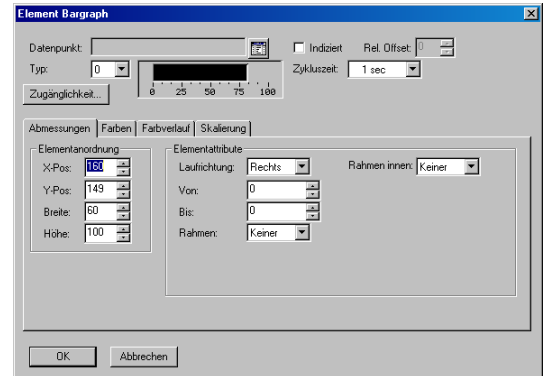 Element Bargraph
Datenpunkt:
Indiziert
Rel. Offset: 0
Typ: 0
Zykluszeit: 1 sec
0 25 50 75 100
Zugänglichkeit...
Abmessungen Farben Farbverlauf Skalierung
Elementanordnung
Elementattribute
X-Pos: 160
Laufrichtung: Rechts
Rahmen innen: Keiner
Y-Pos: 149
Von: 0
Breite: 60
Bis: 0
Höhe: 100
Rahmen: Keiner
OK
Abbrechen